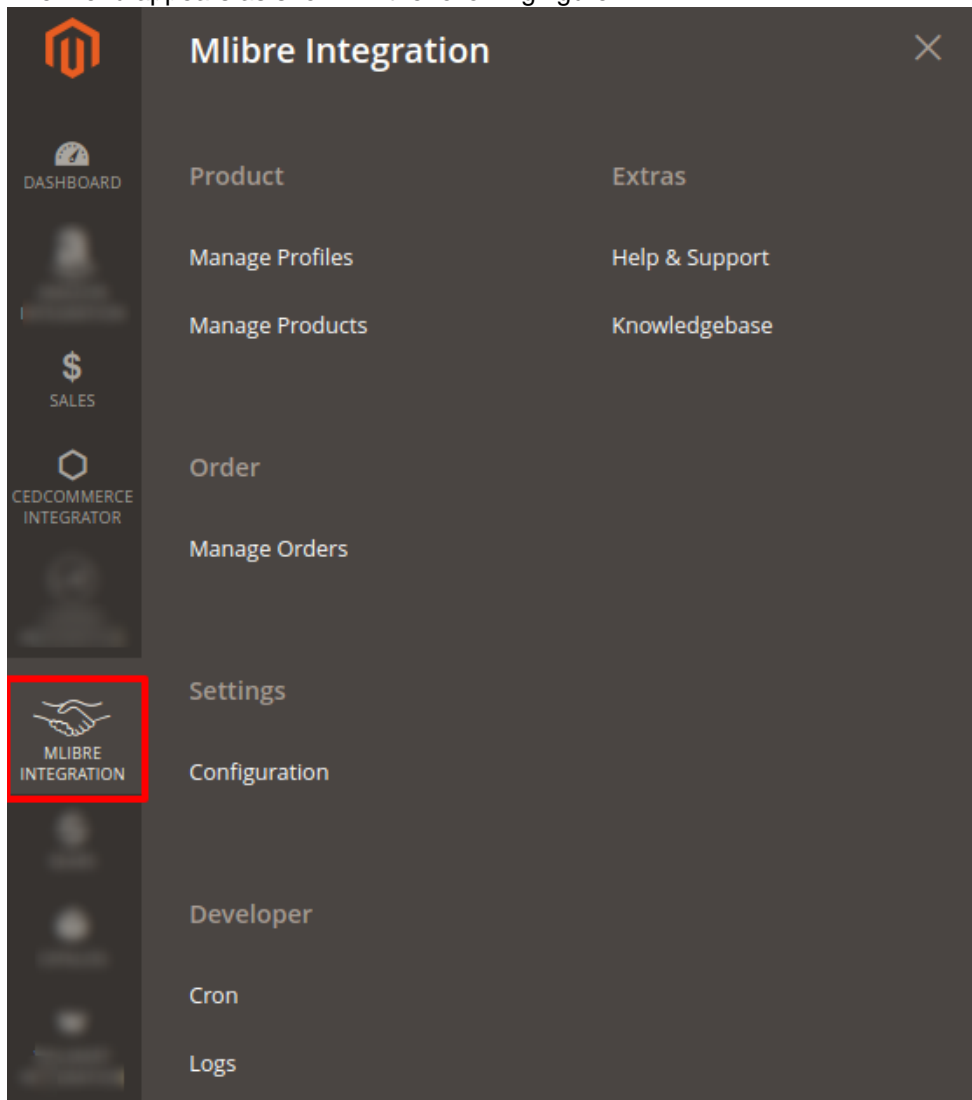 Mlibre Integration
DASHBOARD
SALES
CEDCOMMERCE
INTEGRATOR
MLIBRE
INTEGRATION
Product
Manage Profiles
Manage Products
Extras
Help & Support
Knowledgebase
Order
Manage Orders
Settings
Configuration
Developer
Cron
Logs